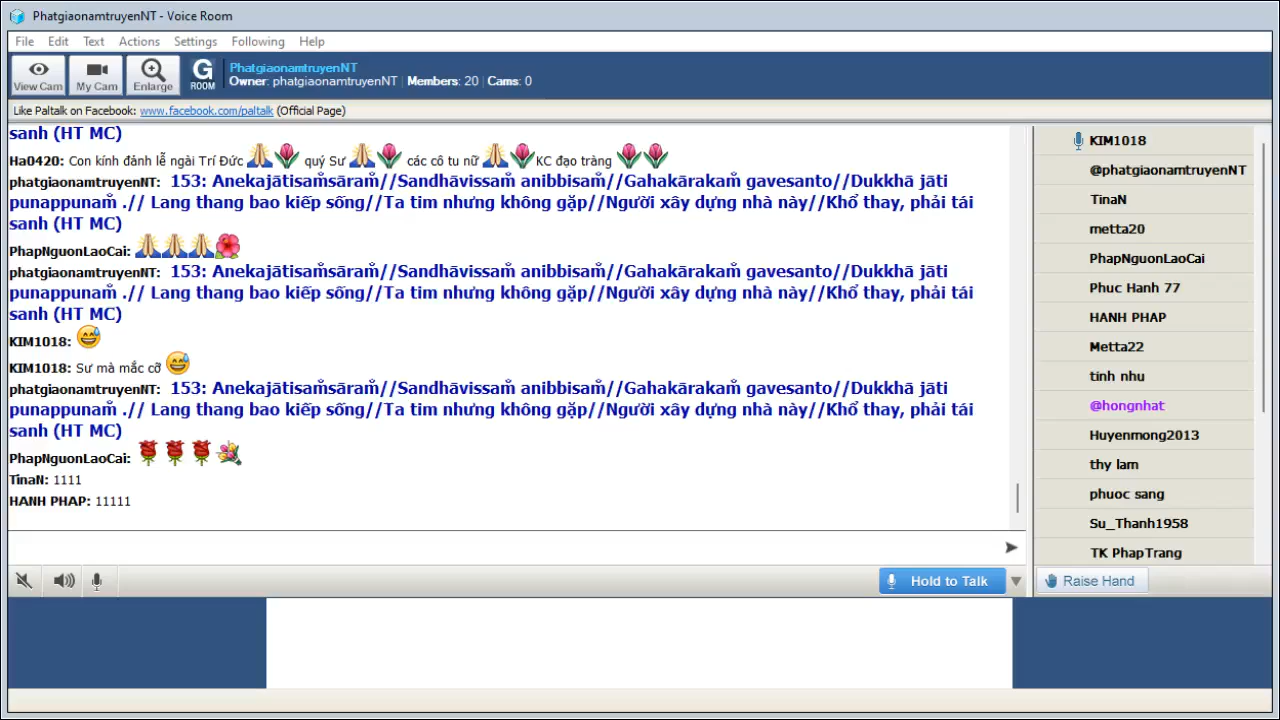 PhatgiaonamtruyenNT - Voice Room
File Edit Text Actions Settings Following Help
View Cam My Cam Enlarge G ROOM
PhatgiaonamtruyenNT
Owner: phatgiaonamtruyenNT | Members: 20 | Cams: 0
Like Paltalk on Facebook: www.facebook.com/paltalk (Official Page)
sanh (HT MC)
Ha0420: Con kính đảnh lễ ngài Trí Đức quý Sư các cô tu nữ KC đạo tràng
phatgiaonamtruyenNT: 153: Anekajātisaṁsāraṁ//Sandhāvissaṁ anibbisaṁ//Gahakārakaṁ gavesanto//Dukkhā jāti
punappunaṁ .// Lang thang bao kiếp sống//Ta tìm nhưng không gặp//Người xây dựng nhà này//Khổ thay, phải tái
sanh (HT MC)
PhapNguonLaoCai:
phatgiaonamtruyenNT: 153: Anekajātisaṁsāraṁ//Sandhāvissaṁ anibbisaṁ//Gahakārakaṁ gavesanto//Dukkhā jāti
punappunaṁ .// Lang thang bao kiếp sống//Ta tìm nhưng không gặp//Người xây dựng nhà này//Khổ thay, phải tái
sanh (HT MC)
KIM1018:
KIM1018: Sư mà mắc cỡ
phatgiaonamtruyenNT: 153: Anekajātisaṁsāraṁ//Sandhāvissaṁ anibbisaṁ//Gahakārakaṁ gavesanto//Dukkhā jāti
punappunaṁ .// Lang thang bao kiếp sống//Ta tìm nhưng không gặp//Người xây dựng nhà này//Khổ thay, phải tái
sanh (HT MC)
PhapNguonLaoCai:
TinaN: 1111
HANH PHAP: 11111
Hold to Talk
KIM1018
@phatgiaonamtruyenNT
TinaN
metta20
PhapNguonLaoCai
Phuc Hanh 77
HANH PHAP
Metta22
tinh nhu
@hongnhat
Huyenmong2013
thy lam
phuoc sang
Su_Thanh1958
TK PhapTrang
Raise Hand